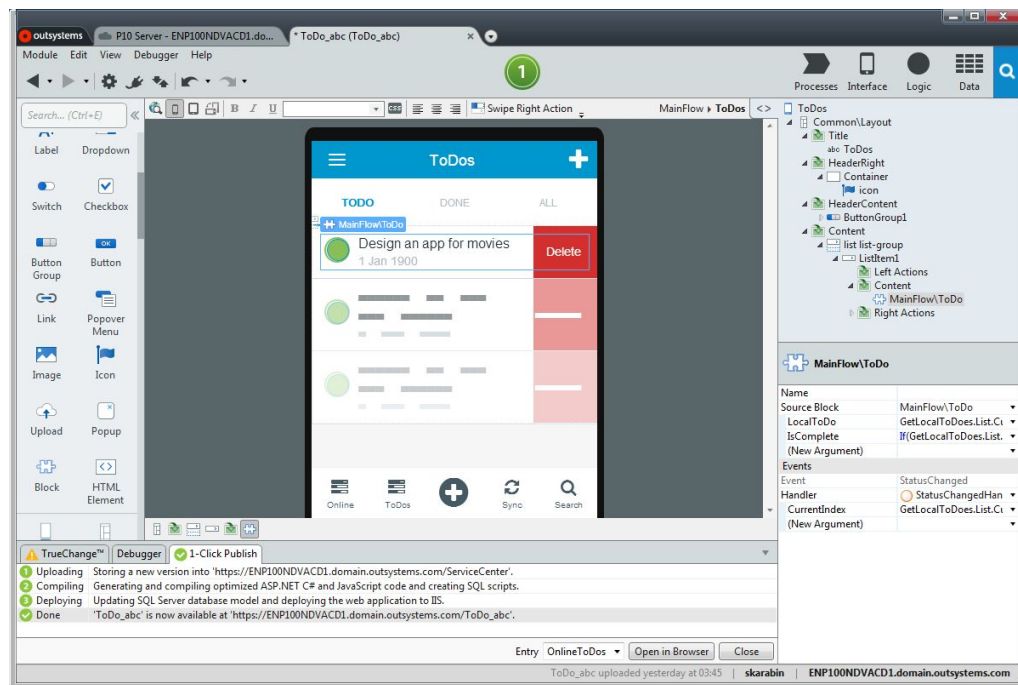 outsystems
P10 Server - ENP100NDVACD1.do...
* ToDo_abc (ToDo_abc)
Module Edit View Debugger Help
1
Processes Interface Logic Data
Search... (Ctrl+E)
B I U
CSS
Swipe Right Action
MainFlow ToDos
<>
Label Dropdown
Switch Checkbox
OK
Button Group
Button
Link
Popover Menu
Image Icon
Upload Popup
Block
HTML Element
ToDos
TODO DONE ALL
MainFlow\ToDo
Design an app for movies
1 Jan 1900
Delete
Online ToDos Sync Search
ToDos
Common\Layout
Title
abc ToDos
HeaderRight
Container
icon
HeaderContent
ButtonGroup1
Content
list list-group
ListItem1
Left Actions
Content
MainFlow\ToDo
Right Actions
MainFlow\ToDo
Name
Source Block MainFlow\ToDo
LocalToDo GetLocalToDoes.List.Cu
IsComplete If(GetLocalToDoes.List.
(New Argument)
Events
Event StatusChanged
Handler StatusChangedHan
CurrentIndex GetLocalToDoes.List.Cu
(New Argument)
TrueChange™ Debugger 1-Click Publish
1 Uploading Storing a new version into 'https://ENP100NDVACD1.domain.outsystems.com/ServiceCenter'.
2 Compiling Generating and compiling optimized ASP.NET C# and JavaScript code and creating SQL scripts.
3 Deploying Updating SQL Server database model and deploying the web application to IIS.
Done 'ToDo_abc' is now available at 'https://ENP100NDVACD1.domain.outsystems.com/ToDo_abc'.
Entry OnlineToDos Open in Browser Close
ToDo_abc uploaded yesterday at 03:45 | skarabin | ENP100NDVACD1.domain.outsystems.com